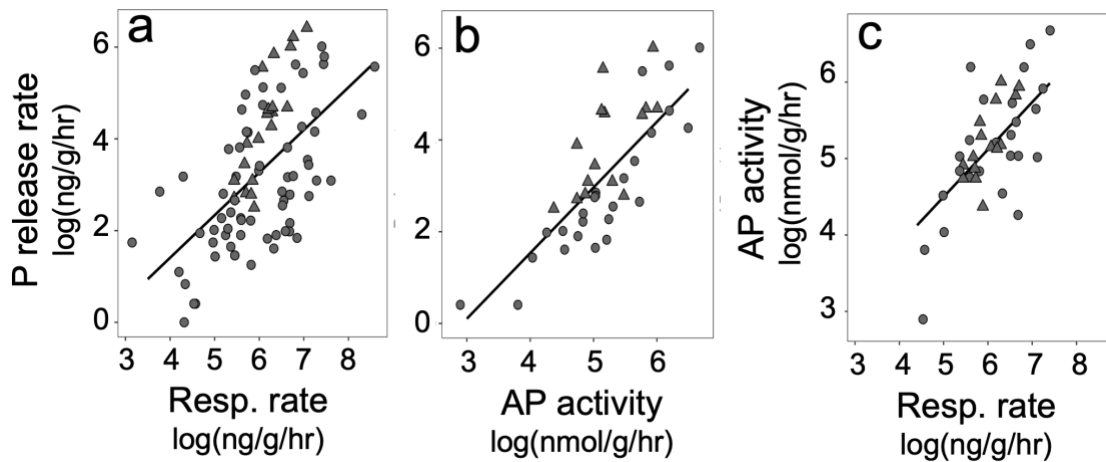 a
P release rate
log(ng/g/hr)
6
4
2
0
3 4 5 6 7 8
Resp. rate
log(ng/g/hr)
b
6
4
2
0
3 4 5 6
AP activity
log(nmol/g/hr)
c
AP activity
log(nmol/g/hr)
6
5
4
3
3 4 5 6 7 8
Resp. rate
log(ng/g/hr)